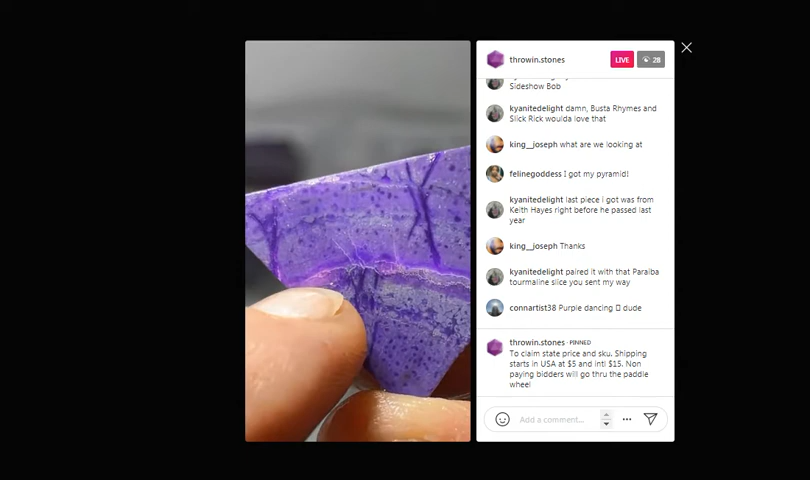 throwin.stones
LIVE
28
Sideshow Bob
kyanitedelight damn, Busta Rhymes and
Slick Rick woulda love that
king__joseph what are we looking at
felinegoddess I got my pyramid!
kyanitedelight last piece i got was from
Keith Hayes right before he passed last
year
king__joseph Thanks
kyanitedelight paired it with that Paraiba
tourmaline slice you sent my way
connartist38 Purple dancing ▯ dude
throwin.stones · PINNED
To claim state price and sku. Shipping
starts in USA at $5 and intl $15. Non
paying bidders will go thru the paddle
wheel
Add a comment...